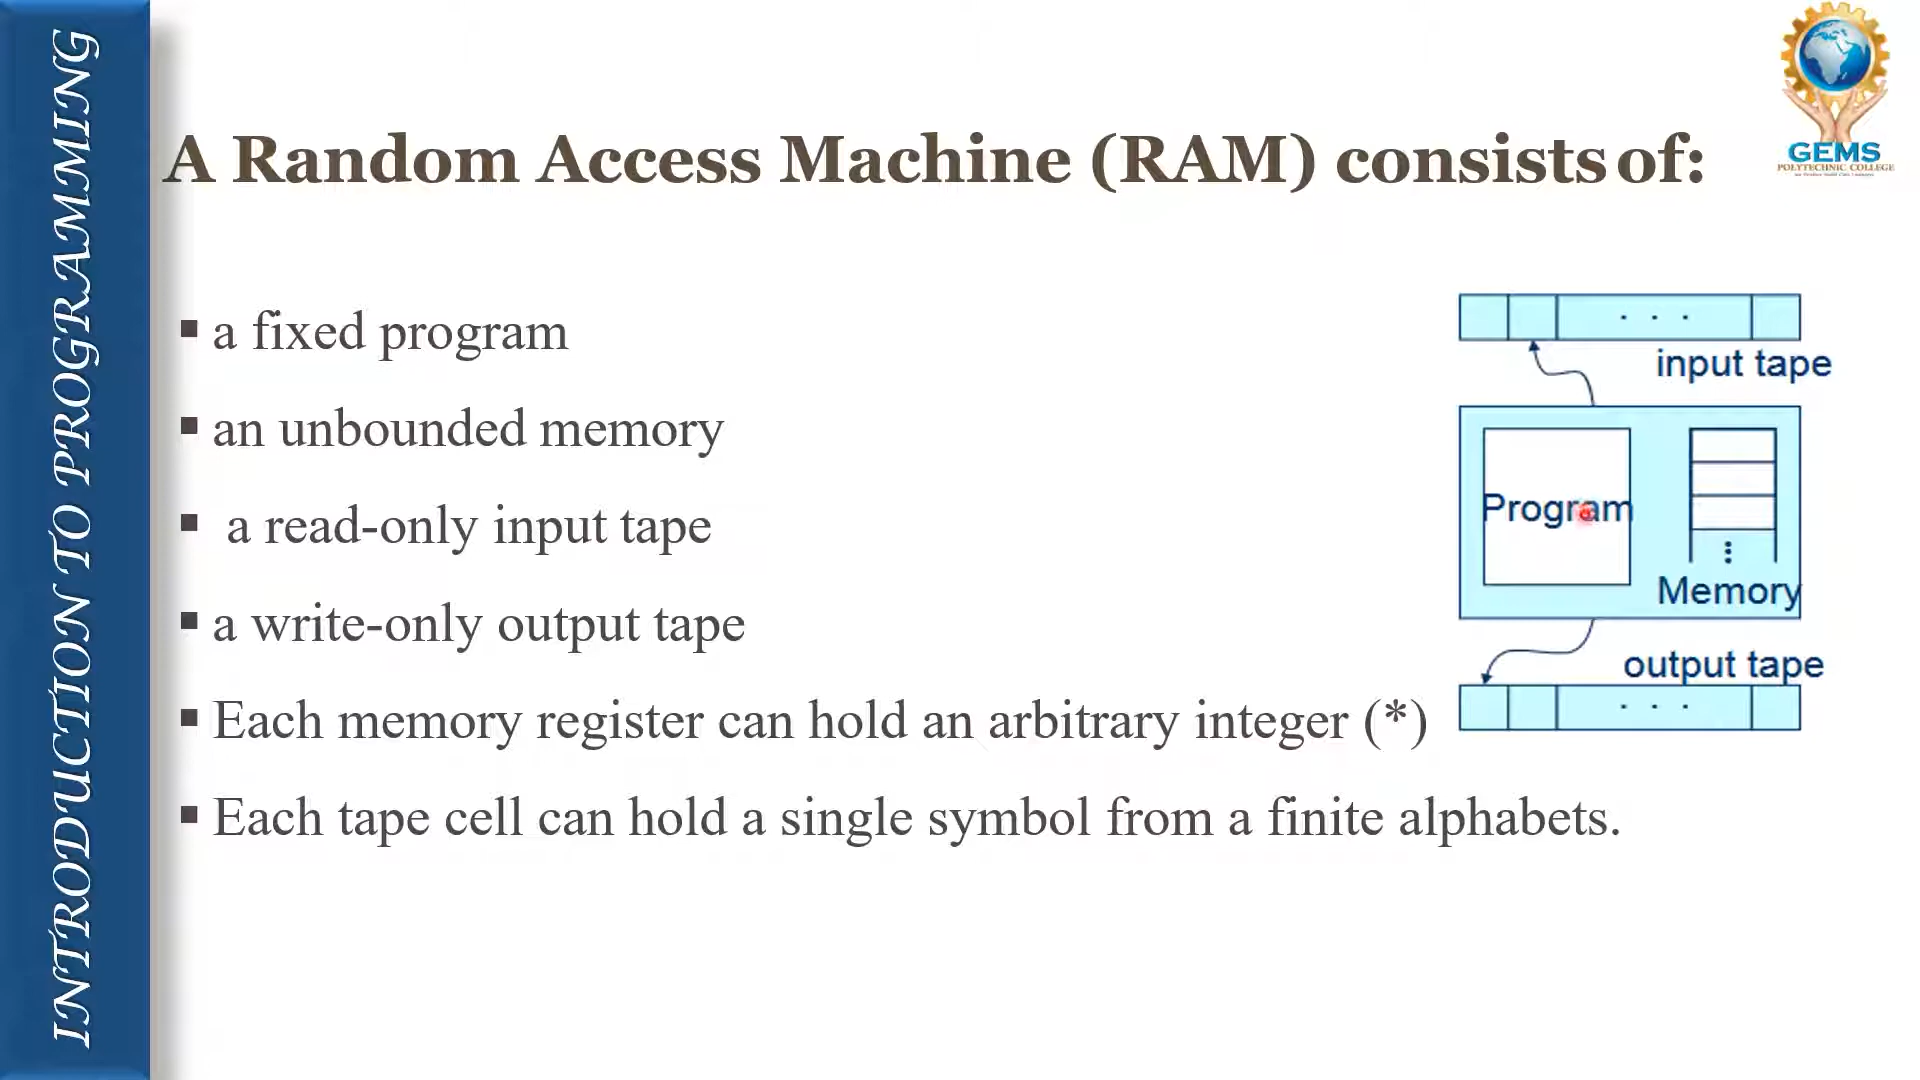 INTRODUCTION TO PROGRAMMING
GEMS
POLYTECHNIC COLLEGE
A Random Access Machine (RAM) consists of:
▪ a fixed program
▪ an unbounded memory
▪ a read-only input tape
▪ a write-only output tape
▪ Each memory register can hold an arbitrary integer (*)
▪ Each tape cell can hold a single symbol from a finite alphabets.
. . .
input tape
Program
Memory
output tape
. . .